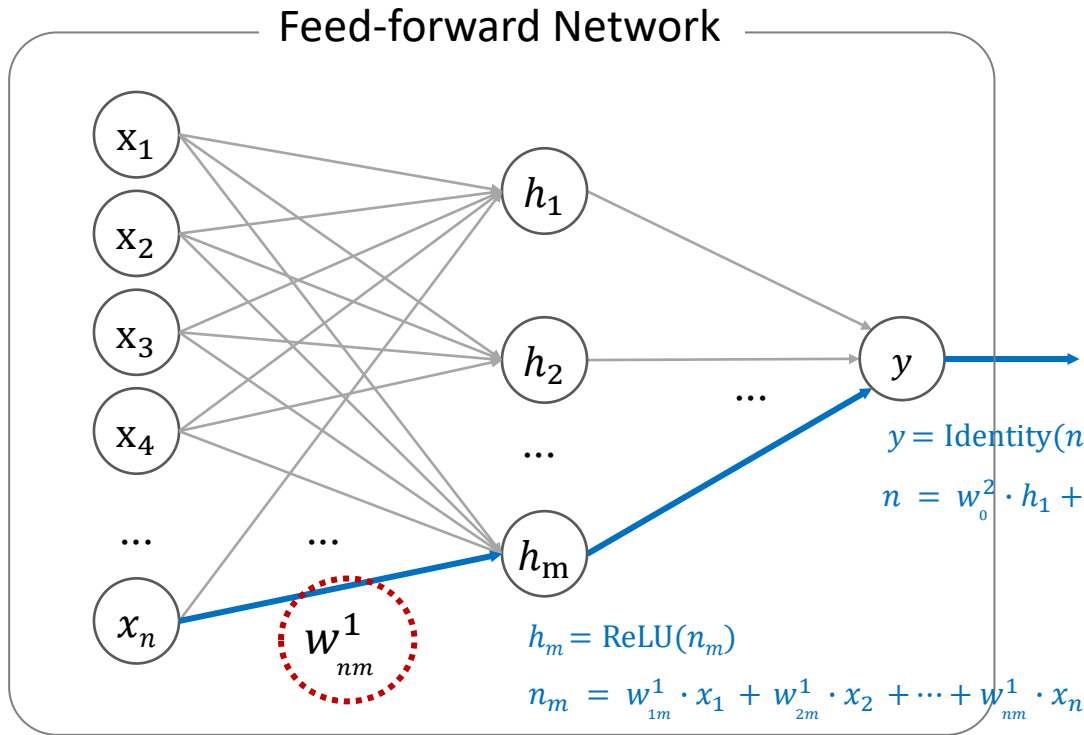 Feed-forward Network
x₁
x₂
x₃
x₄
...
xₙ
...
w¹ₙₘ
h₁
h₂
...
hₘ
...
y
y = Identity(n
n = w²₀ · h₁ +
hₘ = ReLU(nₘ)
nₘ = w¹₁ₘ · x₁ + w¹₂ₘ · x₂ + ⋯ + w¹ₙₘ · xₙ